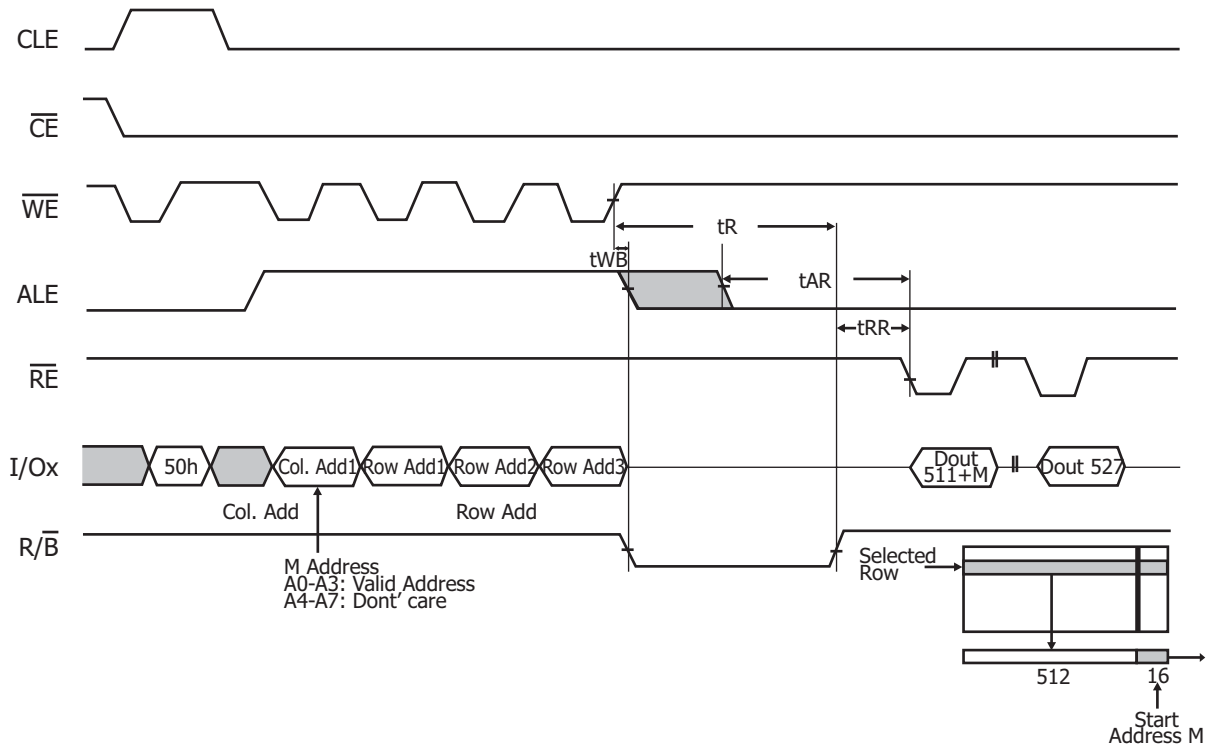 CLE
CE
WE
tR
tWB
ALE
tAR
tRR
RE
I/Ox
50h
Col. Add1
Row Add1
Row Add2
Row Add3
Dout
511+M
Dout 527
Col. Add
Row Add
R/B
M Address
A0-A3: Valid Address
A4-A7: Dont' care
Selected
Row
512
16
Start
Address M